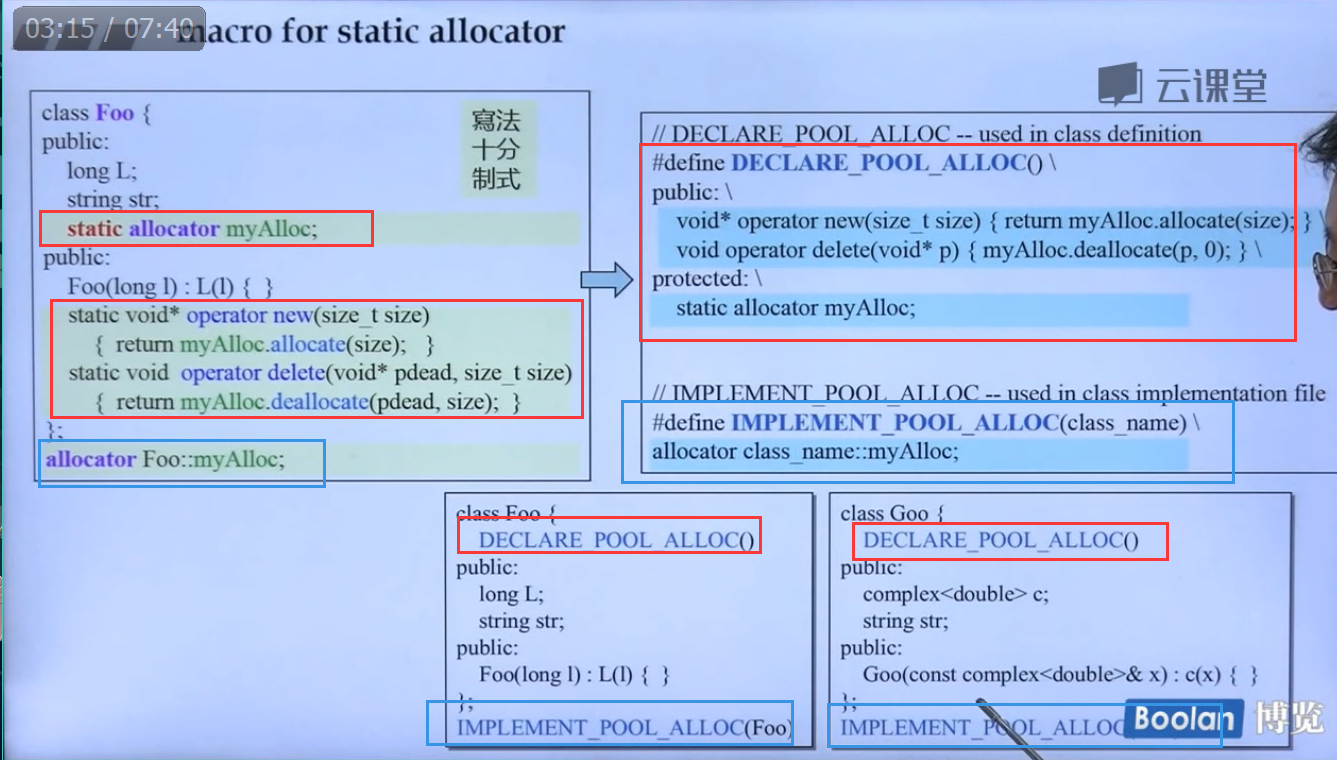 03:15 / 07:40
macro for static allocator
云课堂
class Foo {
public:
long L;
string str;
static allocator myAlloc;
public:
Foo(long l) : L(l) { }
static void* operator new(size_t size)
{ return myAlloc.allocate(size); }
static void operator delete(void* pdead, size_t size)
{ return myAlloc.deallocate(pdead, size); }
};
allocator Foo::myAlloc;
寫法
十分
制式
// DECLARE_POOL_ALLOC -- used in class definition
#define DECLARE_POOL_ALLOC() \
public: \
void* operator new(size_t size) { return myAlloc.allocate(size); } \
void operator delete(void* p) { myAlloc.deallocate(p, 0); } \
protected: \
static allocator myAlloc;
// IMPLEMENT_POOL_ALLOC -- used in class implementation file
#define IMPLEMENT_POOL_ALLOC(class_name) \
allocator class_name::myAlloc;
class Foo {
DECLARE_POOL_ALLOC()
public:
long L;
string str;
public:
Foo(long l) : L(l) { }
};
IMPLEMENT_POOL_ALLOC(Foo)
class Goo {
DECLARE_POOL_ALLOC()
public:
complex<double> c;
string str;
public:
Goo(const complex<double>& x) : c(x) { }
};
IMPLEMENT_POOL_ALLOC
Boolan 博览